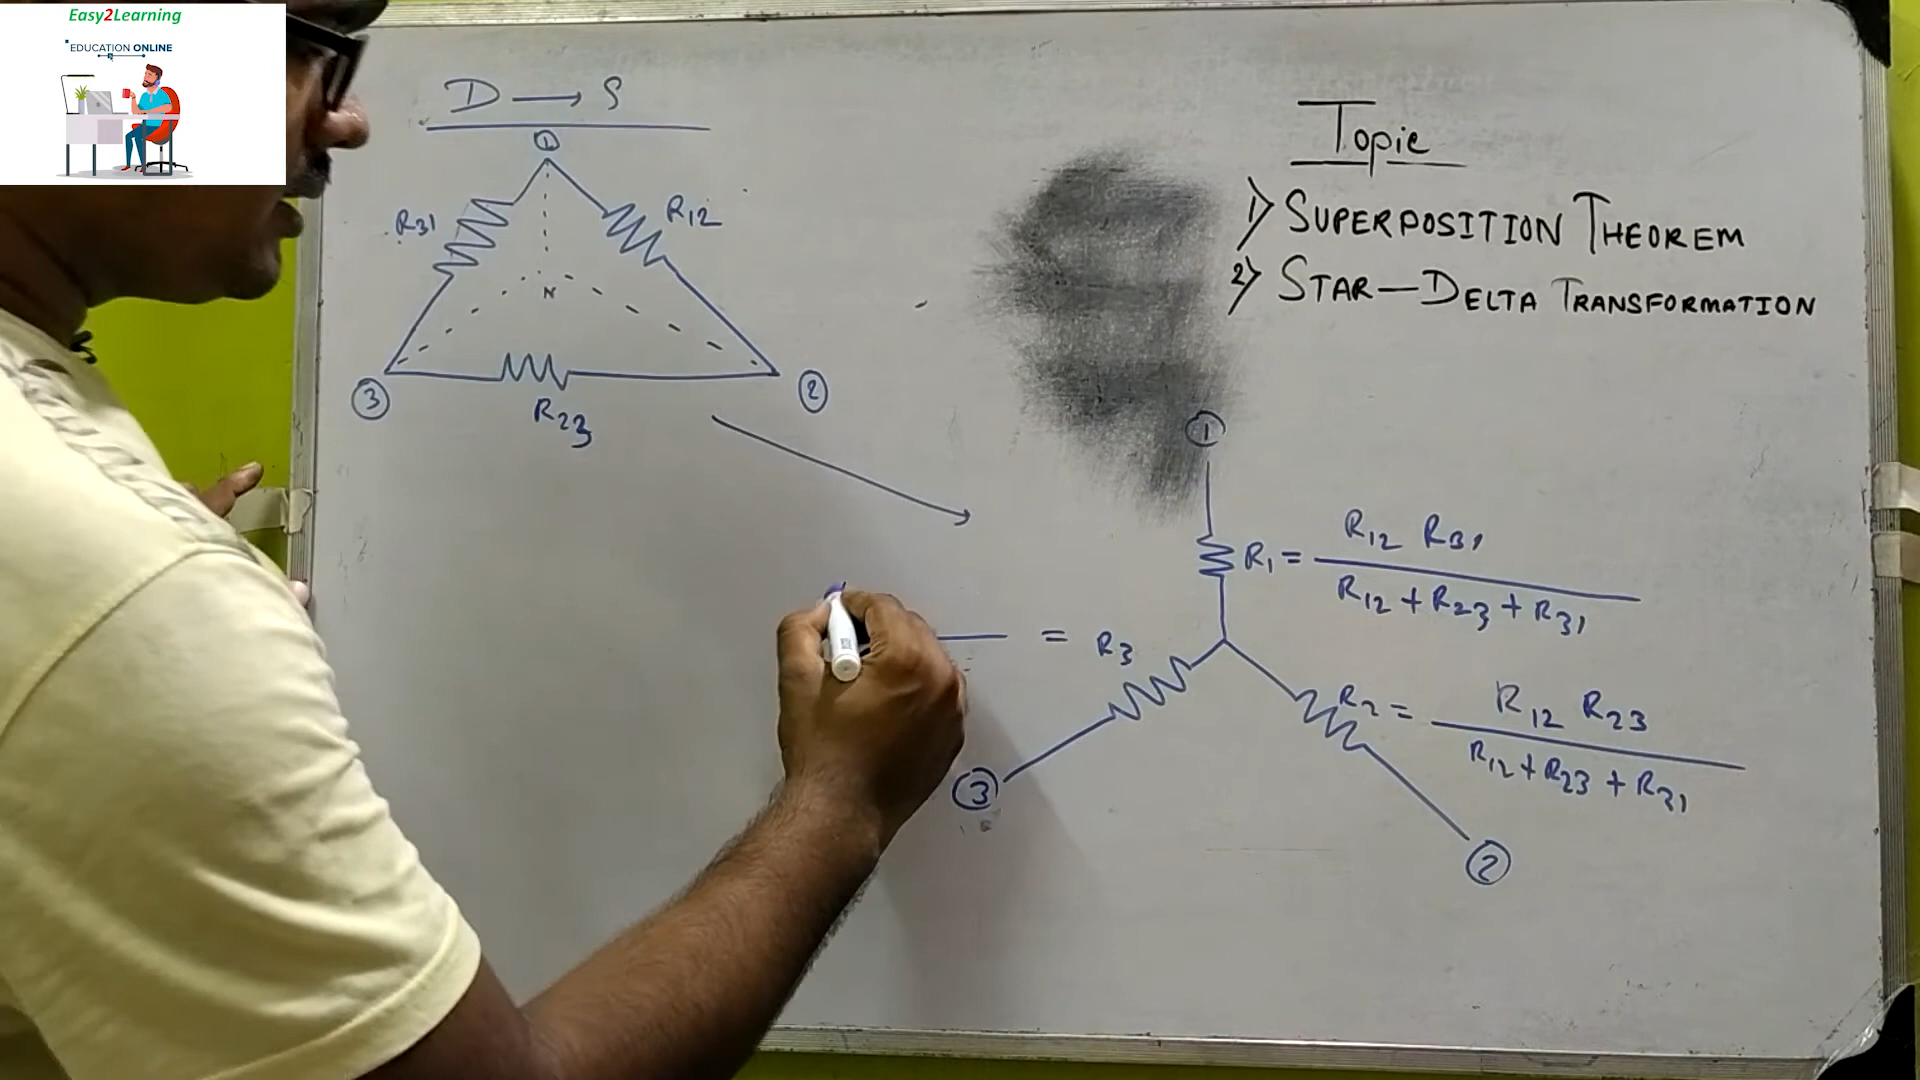 Easy2Learning
EDUCATION ONLINE
D → S
①
R31
R12
N
③
R23
②
Topic
1) SUPERPOSITION THEOREM
2) STAR - DELTA TRANSFORMATION
①
R1 = R12 R31
R12 + R23 + R31
= R3
R2 = R12 R23
R12 + R23 + R31
③
②